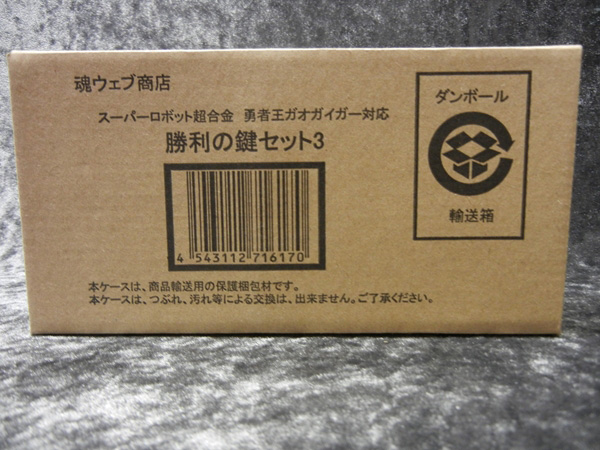 魂ウェブ商店
スーパーロボット超合金 勇者王ガオガイガー対応
勝利の鍵セット3
4 543112 716170
本ケースは、商品輸送用の保護梱包材です。
本ケースは、つぶれ、汚れ等による交換は、出来ません。ご了承ください。
ダンボール
輸送箱